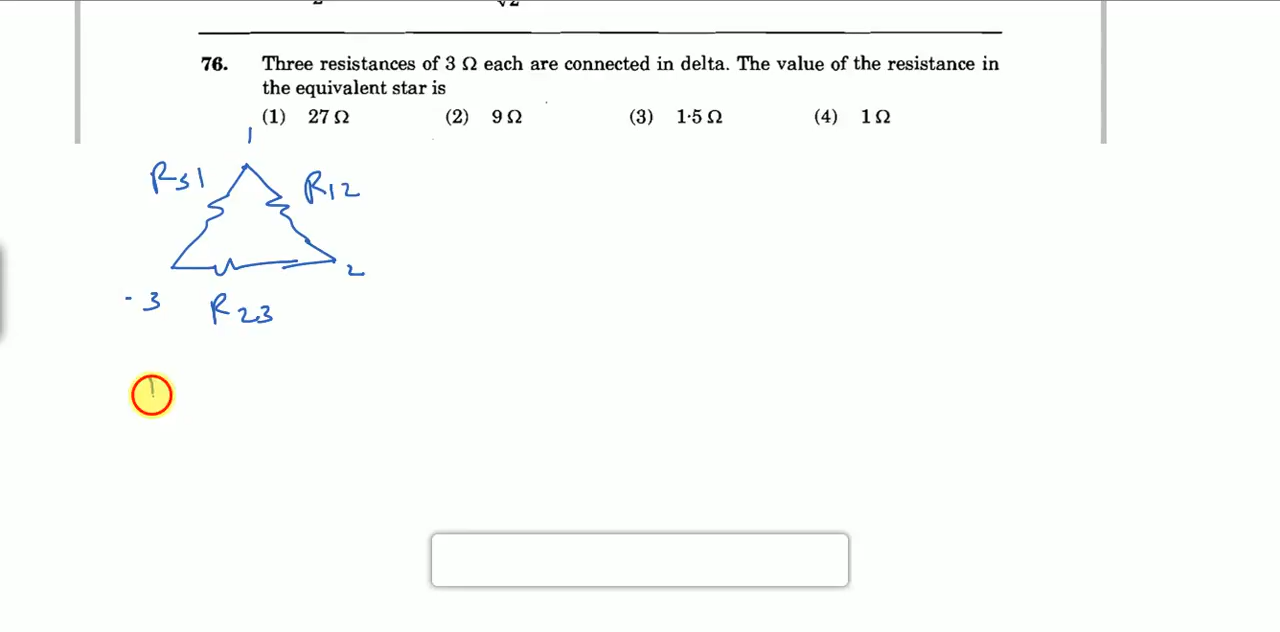 76. Three resistances of 3 Ω each are connected in delta. The value of the resistance in
the equivalent star is
(1) 27 Ω (2) 9 Ω (3) 1·5 Ω (4) 1 Ω
1
R31 R12
2
3 R23